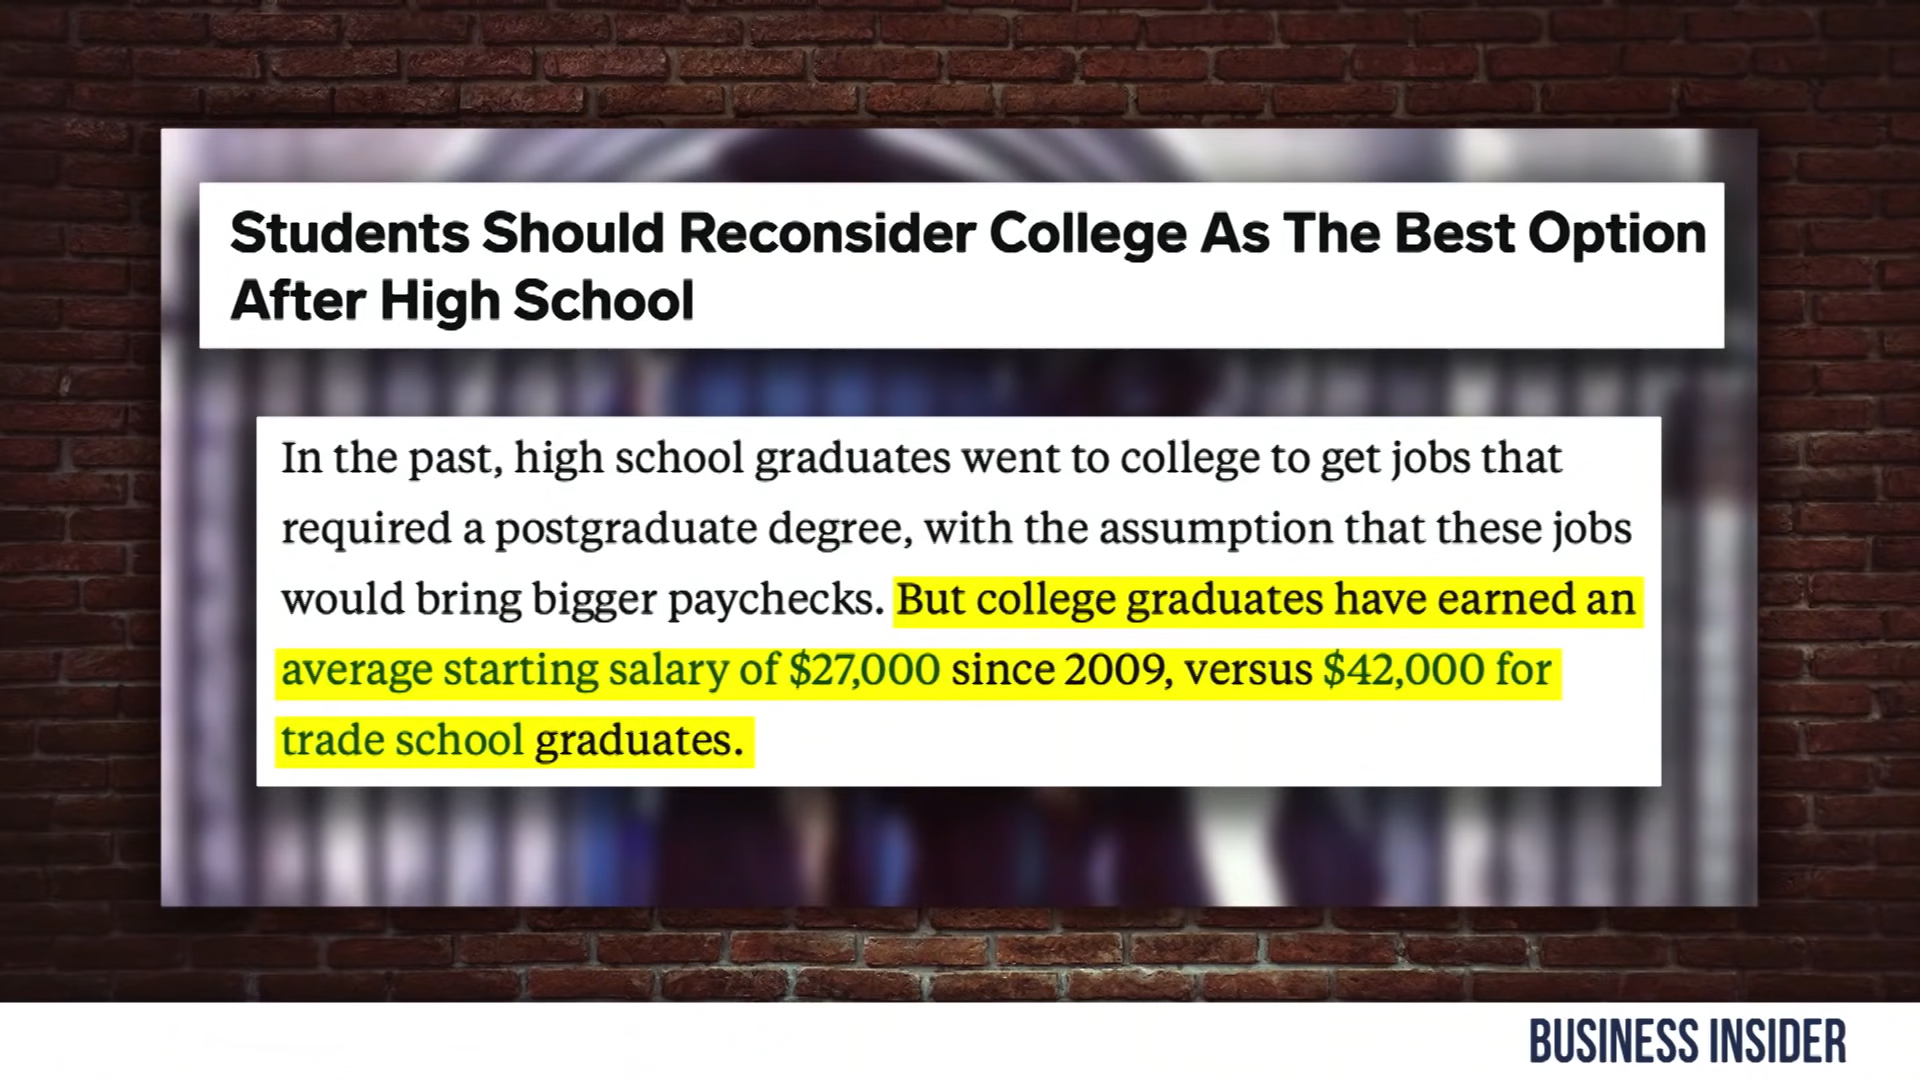 Students Should Reconsider College As The Best Option
After High School
In the past, high school graduates went to college to get jobs that
required a postgraduate degree, with the assumption that these jobs
would bring bigger paychecks. But college graduates have earned an
average starting salary of $27,000 since 2009, versus $42,000 for
trade school graduates.
BUSINESS INSIDER